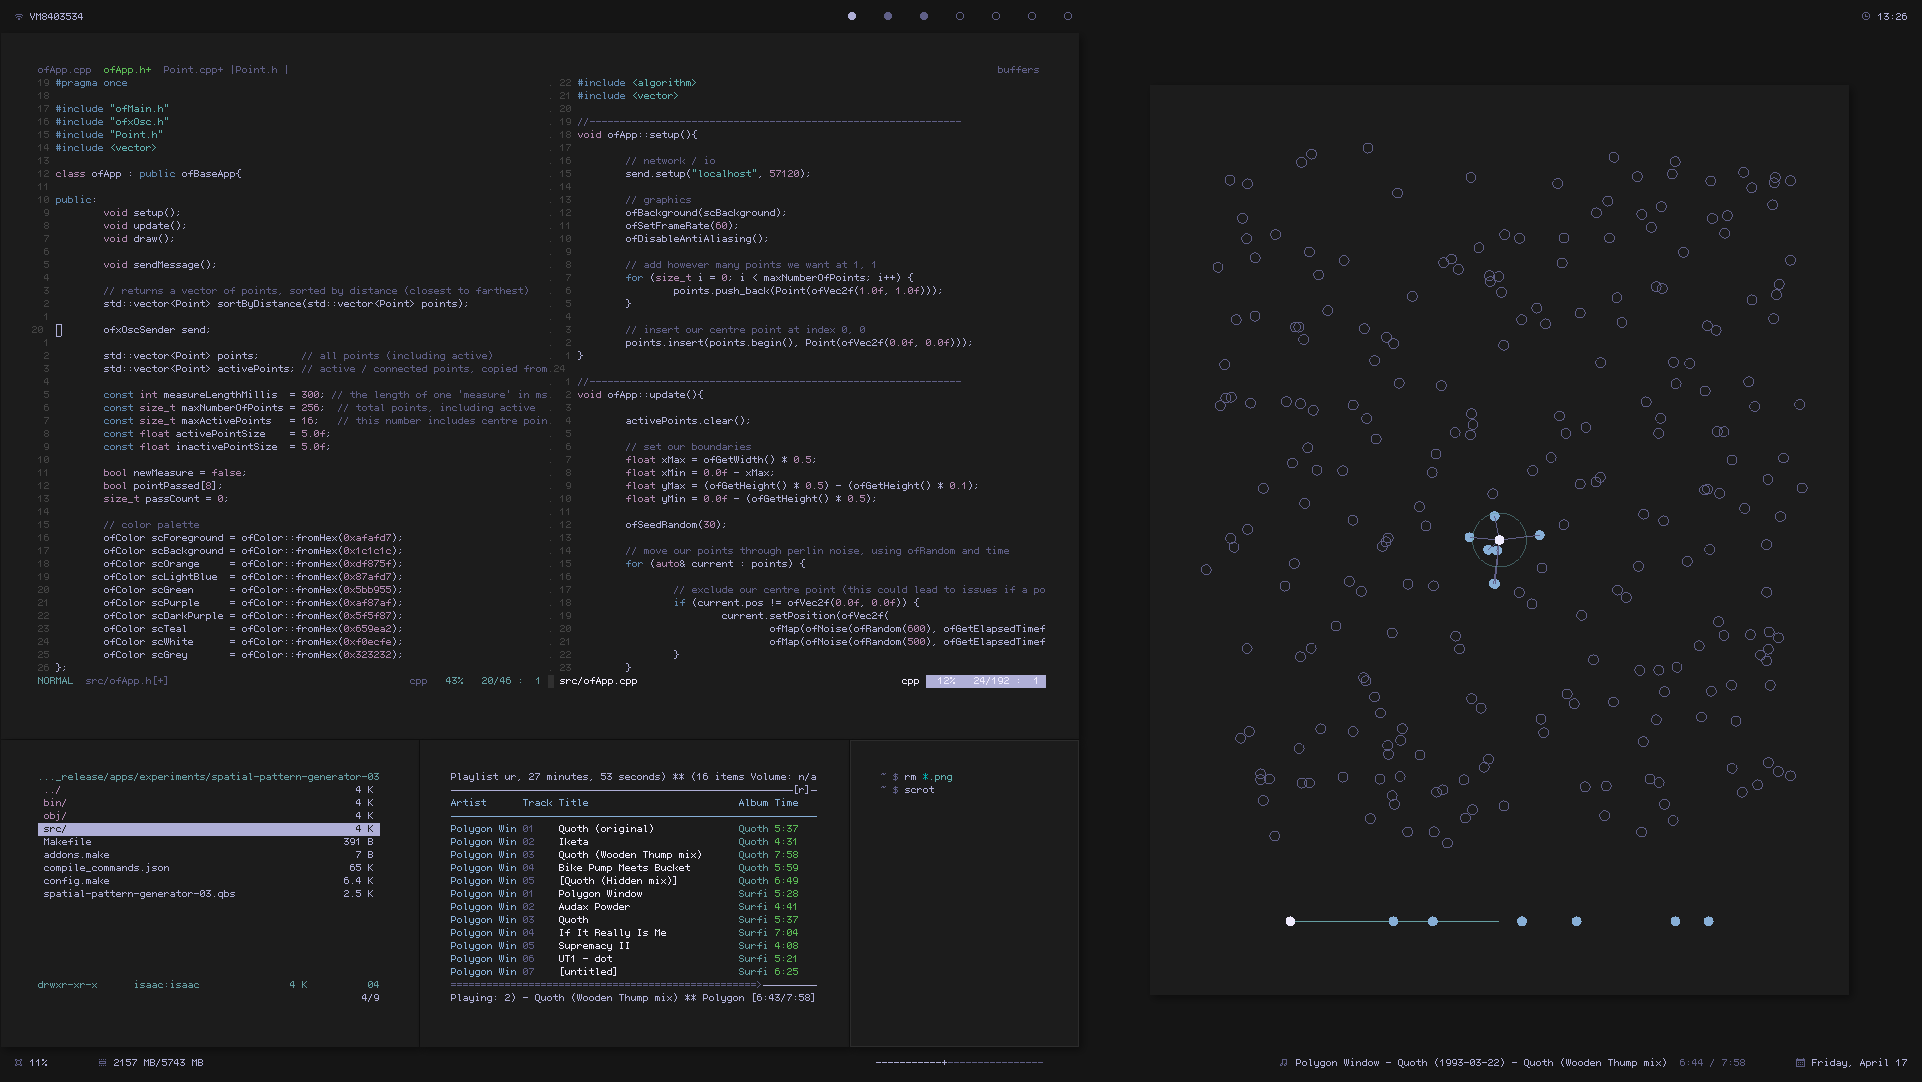 VM8403534
13:26
ofApp.cpp ofApp.h+ Point.cpp+ |Point.h |
buffers
19 #pragma once
18
17 #include "ofMain.h"
16 #include "ofxOsc.h"
15 #include "Point.h"
14 #include <vector>
13
12 class ofApp : public ofBaseApp{
11
10 public:
9 void setup();
8 void update();
7 void draw();
6
5 void sendMessage();
4
3 // returns a vector of points, sorted by distance (closest to farthest)
2 std::vector<Point> sortByDistance(std::vector<Point> points);
1
20 ofxOscSender send;
1
2 std::vector<Point> points; // all points (including active)
3 std::vector<Point> activePoints; // active / connected points, copied from
4
5 const int measureLengthMillis = 300; // the length of one 'measure' in ms
6 const size_t maxNumberOfPoints = 256; // total points, including active
7 const size_t maxActivePoints = 16; // this number includes centre poin
8 const float activePointSize = 5.0f;
9 const float inactivePointSize = 5.0f;
10
11 bool newMeasure = false;
12 bool pointPassed[8];
13 size_t passCount = 0;
14
15 // color palette
16 ofColor scForeground = ofColor::fromHex(0xafafd7);
17 ofColor scBackground = ofColor::fromHex(0x1c1c1c);
18 ofColor scOrange = ofColor::fromHex(0xdf875f);
19 ofColor scLightBlue = ofColor::fromHex(0x87afd7);
20 ofColor scGreen = ofColor::fromHex(0x5bb955);
21 ofColor scPurple = ofColor::fromHex(0xaf87af);
22 ofColor scDarkPurple = ofColor::fromHex(0x5f5f87);
23 ofColor scTeal = ofColor::fromHex(0x659ea2);
24 ofColor scWhite = ofColor::fromHex(0xf0ecfe);
25 ofColor scGrey = ofColor::fromHex(0x323232);
26 };
NORMAL src/ofApp.h[+] cpp 43% 20/46 : 1
22 #include <algorithm>
21 #include <vector>
20
19 //--------------------------------------------------------------
18 void ofApp::setup(){
17
16 // network / io
15 send.setup("localhost", 57120);
14
13 // graphics
12 ofBackground(scBackground);
11 ofSetFrameRate(60);
10 ofDisableAntiAliasing();
9
8 // add however many points we want at 1, 1
7 for (size_t i = 0; i < maxNumberOfPoints; i++) {
6 points.push_back(Point(ofVec2f(1.0f, 1.0f)));
5 }
4
3 // insert our centre point at index 0, 0
2 points.insert(points.begin(), Point(ofVec2f(0.0f, 0.0f)));
1 }
24
1 //--------------------------------------------------------------
2 void ofApp::update(){
3
4 activePoints.clear();
5
6 // set our boundaries
7 float xMax = ofGetWidth() * 0.5;
8 float xMin = 0.0f - xMax;
9 float yMax = (ofGetHeight() * 0.5) - (ofGetHeight() * 0.1);
10 float yMin = 0.0f - (ofGetHeight() * 0.5);
11
12 ofSeedRandom(30);
13
14 // move our points through perlin noise, using ofRandom and time
15 for (auto& current : points) {
16
17 // exclude our centre point (this could lead to issues if a po
18 if (current.pos != ofVec2f(0.0f, 0.0f)) {
19 current.setPosition(ofVec2f(
20 ofMap(ofNoise(ofRandom(600), ofGetElapsedTimef
21 ofMap(ofNoise(ofRandom(500), ofGetElapsedTimef
22 }
23 }
src/ofApp.cpp cpp 12% 24/192 : 1
..._release/apps/experiments/spatial-pattern-generator-03
../ 4 K
bin/ 4 K
obj/ 4 K
src/ 4 K
Makefile 391 B
addons.make 7 B
compile_commands.json 65 K
config.make 6.4 K
spatial-pattern-generator-03.qbs 2.5 K
drwxr-xr-x isaac:isaac 4 K 04
4/9
Playlist ur, 27 minutes, 53 seconds) ** (16 items Volume: n/a
[r]
Artist Track Title Album Time
Polygon Win 01 Quoth (original) Quoth 5:37
Polygon Win 02 Iketa Quoth 4:31
Polygon Win 03 Quoth (Wooden Thump mix) Quoth 7:58
Polygon Win 04 Bike Pump Meets Bucket Quoth 5:59
Polygon Win 05 [Quoth (Hidden mix)] Quoth 6:49
Polygon Win 01 Polygon Window Surfi 5:28
Polygon Win 02 Audax Powder Surfi 4:41
Polygon Win 03 Quoth Surfi 5:37
Polygon Win 04 If It Really Is Me Surfi 7:04
Polygon Win 05 Supremacy II Surfi 4:08
Polygon Win 06 UT1 - dot Surfi 5:21
Polygon Win 07 [untitled] Surfi 6:25
Playing: 2) - Quoth (Wooden Thump mix) ** Polygon [6:43/7:58]
~ $ rm *.png
~ $ scrot
11%
2157 MB/5743 MB
-----------+----------------
Polygon Window - Quoth (1993-03-22) - Quoth (Wooden Thump mix) 6:44 / 7:58
Friday, April 17